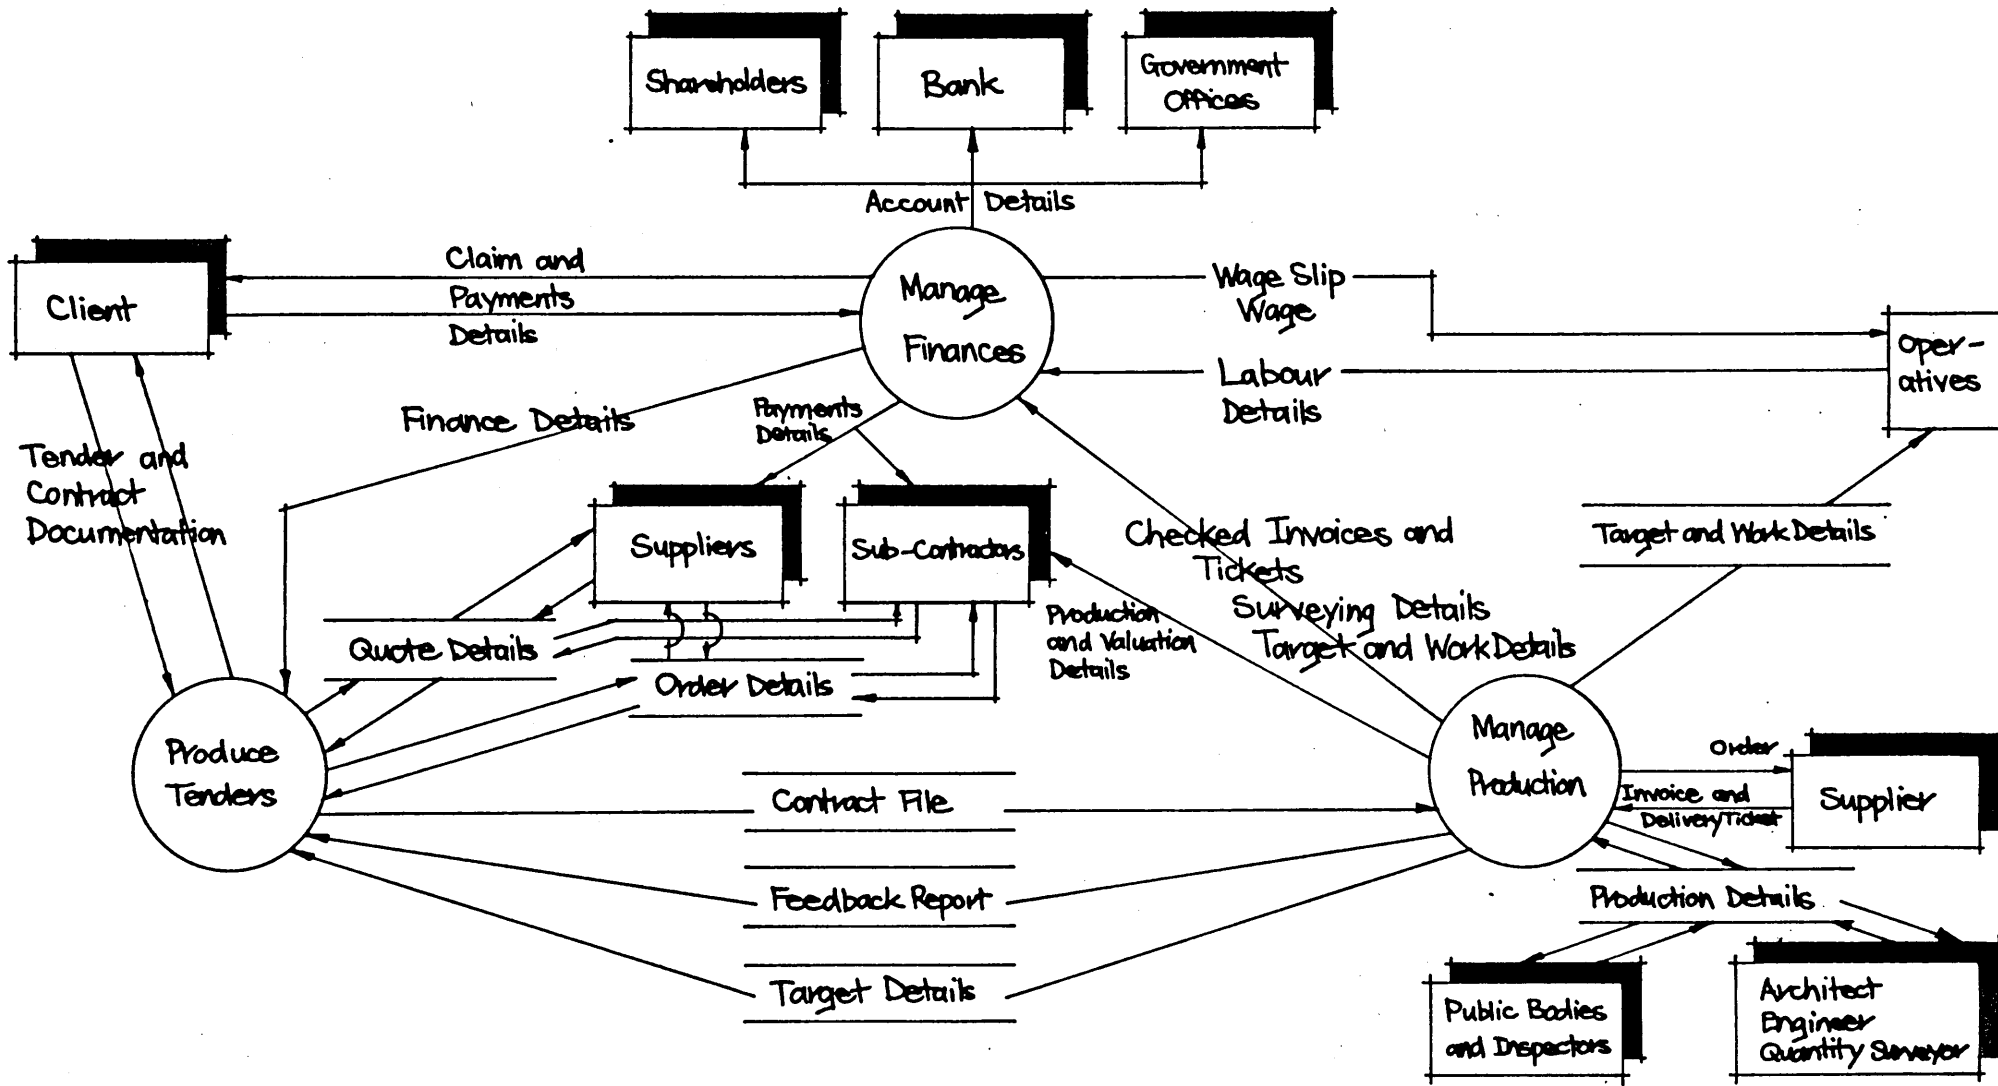 Shareholders
Bank
Government
Offices
Account Details
Client
Claim and
Payments
Details
Manage
Finances
Wage Slip
Wage
Labour
Details
Oper-
atives
Finance Details
Payments
Details
Tender and
Contract
Documentation
Suppliers
Sub-Contractors
Checked Invoices and
Tickets
Surveying Details
Target and Work Details
Target and Work Details
Production
and Valuation
Details
Quote Details
Order Details
Produce
Tenders
Manage
Production
Order
Invoice and
Delivery/Ticket
Supplier
Contract File
Feedback Report
Target Details
Production Details
Public Bodies
and Inspectors
Architect
Engineer
Quantity Surveyor